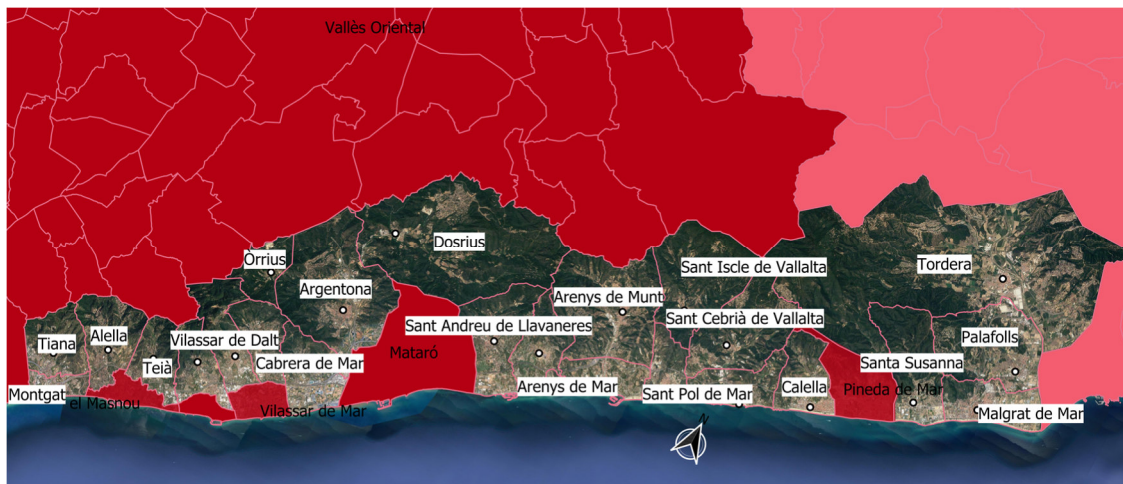 Vallès Oriental
Òrrius
Dosrius
Sant Iscle de Vallalta
Tordera
Argentona
Arenys de Munt
Sant Cebrià de Vallalta
Tiana
Alella
Vilassar de Dalt
Sant Andreu de Llavaneres
Palafolls
Teià
Cabrera de Mar
Mataró
Santa Susanna
Montgat
el Masnou
Vilassar de Mar
Arenys de Mar
Sant Pol de Mar
Calella
Pineda de Mar
Malgrat de Mar
N